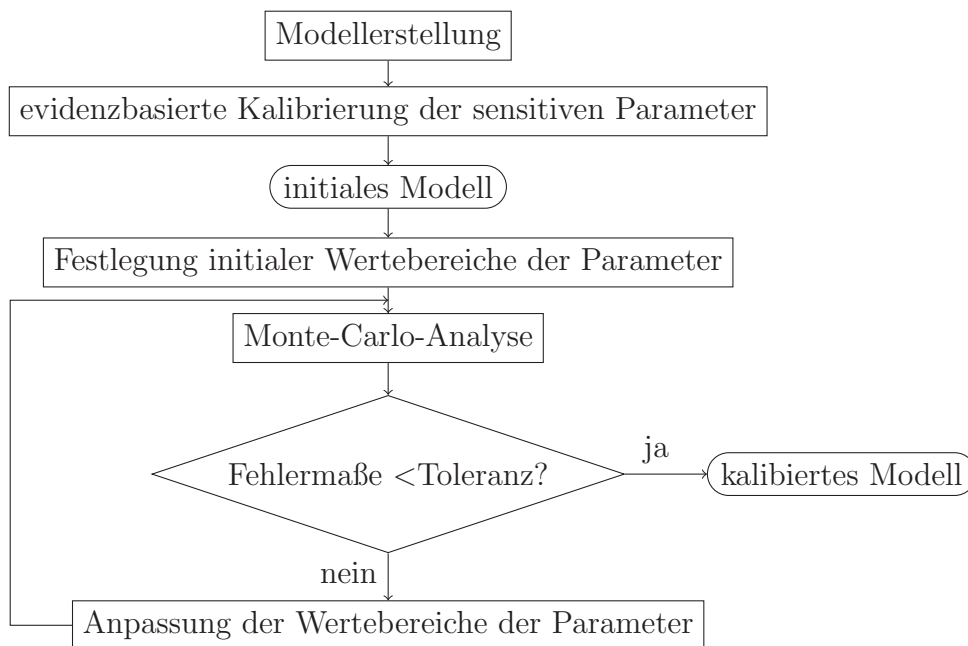 Modellerstellung
evidenzbasierte Kalibrierung der sensitiven Parameter
initiales Modell
Festlegung initialer Wertebereiche der Parameter
Monte-Carlo-Analyse
Fehlermaße <Toleranz?
ja
kalibiertes Modell
nein
Anpassung der Wertebereiche der Parameter